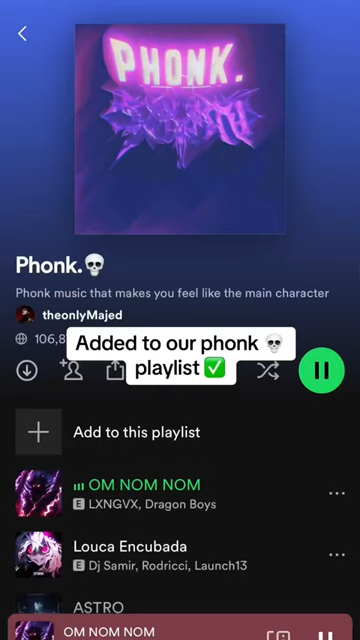 PHONK.
Phonk.💀
Phonk music that makes you feel like the main character
theonlyMajed
106,8
Added to our phonk 💀
playlist ✅
Add to this playlist
OM NOM NOM
E LXNGVX, Dragon Boys
Louca Encubada
E Dj Samir, Rodricci, Launch13
ASTRO
OM NOM NOM